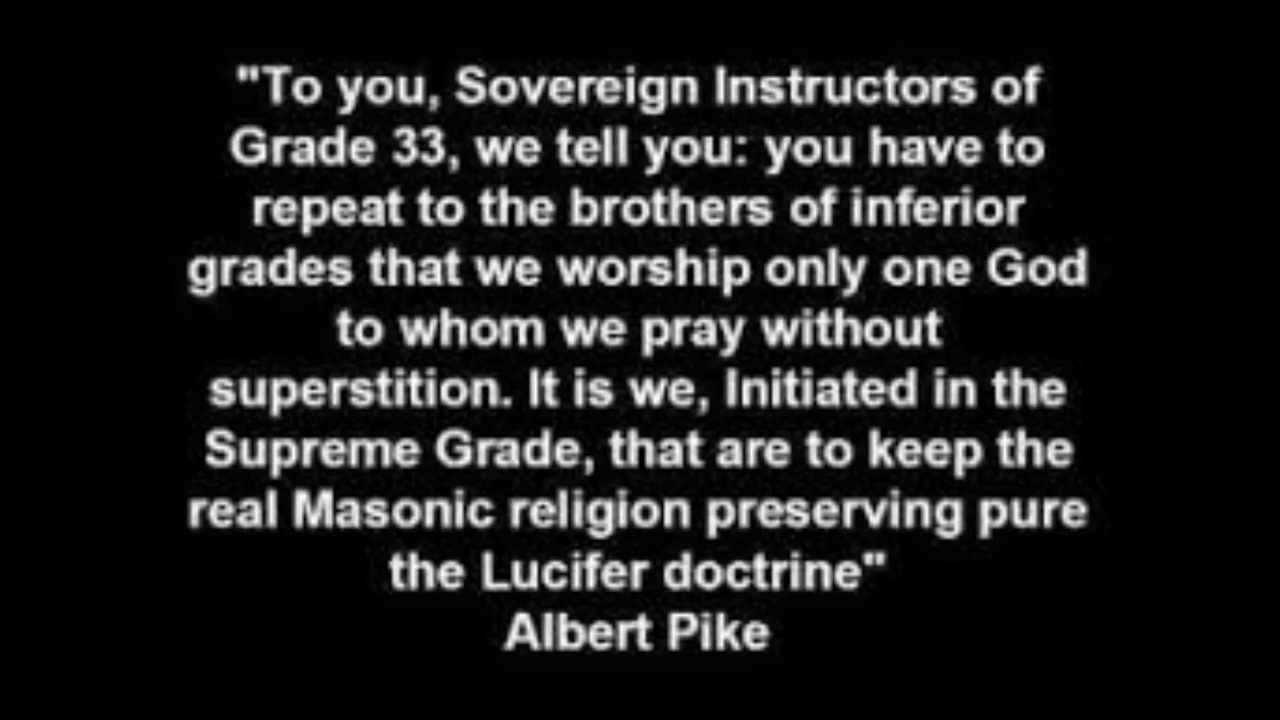 "To you, Sovereign Instructors of
Grade 33, we tell you: you have to
repeat to the brothers of inferior
grades that we worship only one God
to whom we pray without
superstition. It is we, Initiated in the
Supreme Grade, that are to keep the
real Masonic religion preserving pure
the Lucifer doctrine"
Albert Pike